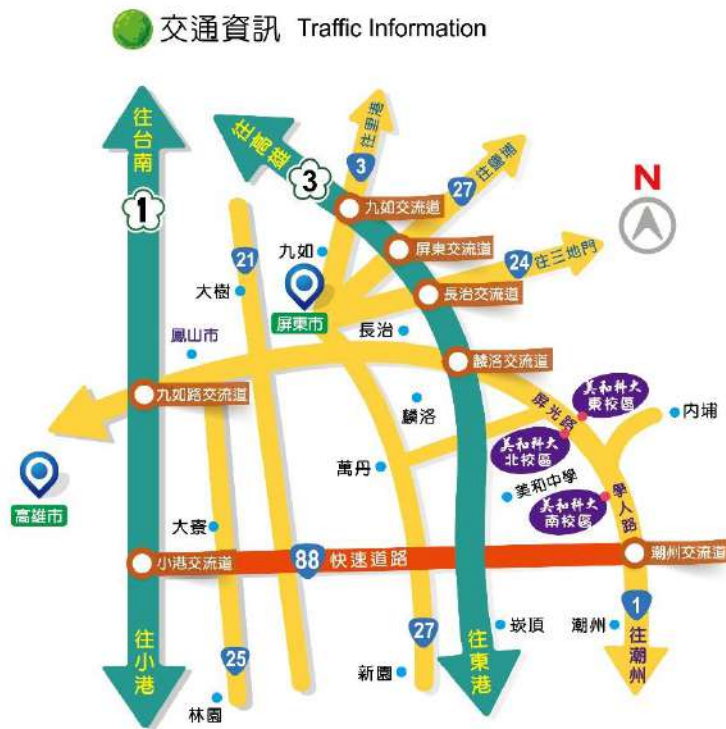 交通資訊 Traffic Information
往台南
往高雄
往里港
3
27
往鹽埔
N
1
3
九如交流道
屏東交流道
24
往三地門
21
九如
大樹
長治交流道
屏東市
鳳山市
長治
麟洛交流道
九如路交流道
麟洛
屏光路
美和科大
東校區
內埔
美和科大
北校區
萬丹
美和中學
美和科大
南校區
學人路
高雄市
大寮
小港交流道
88
快速道路
潮州交流道
往小港
25
27
往東港
崁頂
潮州
1
往潮州
新園
林園